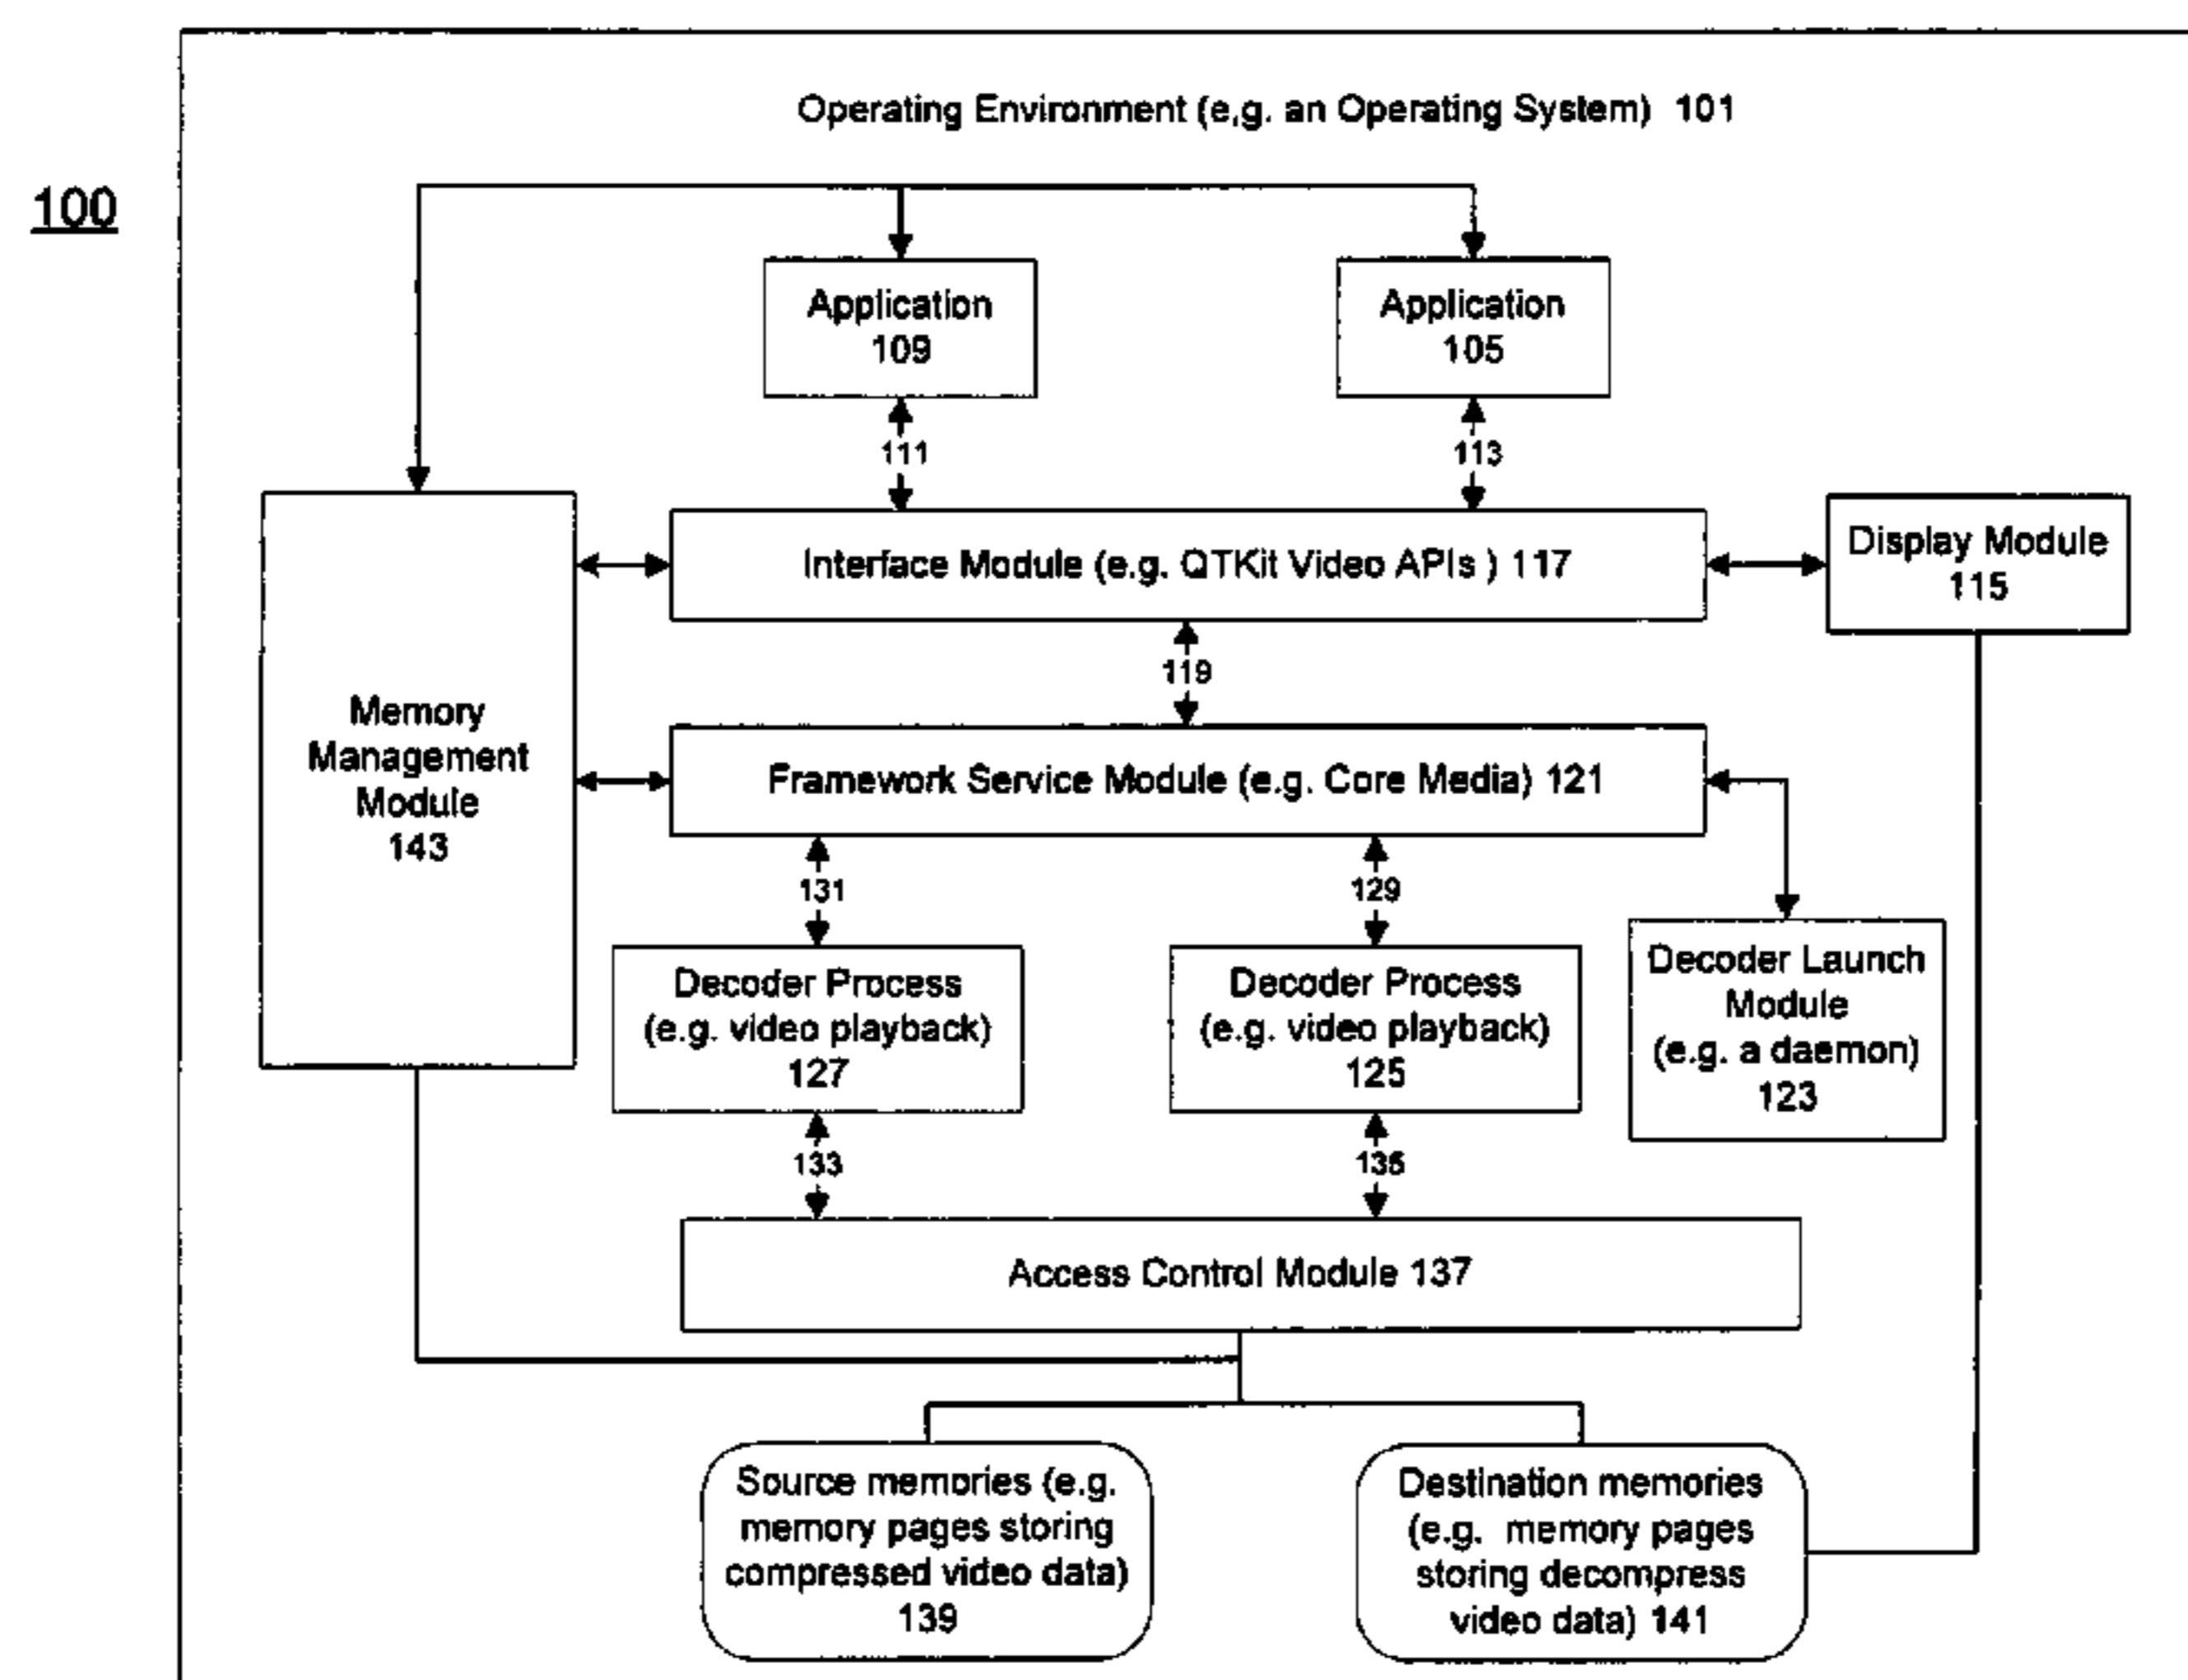 Operating Environment (e.g. an Operating System) 101
100
Application
109
Application
105
111
113
Interface Module (e.g. QTKit Video APIs ) 117
Display Module
115
119
Memory
Management
Module
143
Framework Service Module (e.g. Core Media) 121
131
129
Decoder Process
(e.g. video playback)
127
Decoder Process
(e.g. video playback)
125
Decoder Launch
Module
(e.g. a daemon)
123
133
135
Access Control Module 137
Source memories (e.g.
memory pages storing
compressed video data)
139
Destination memories
(e.g. memory pages
storing decompress
video data) 141